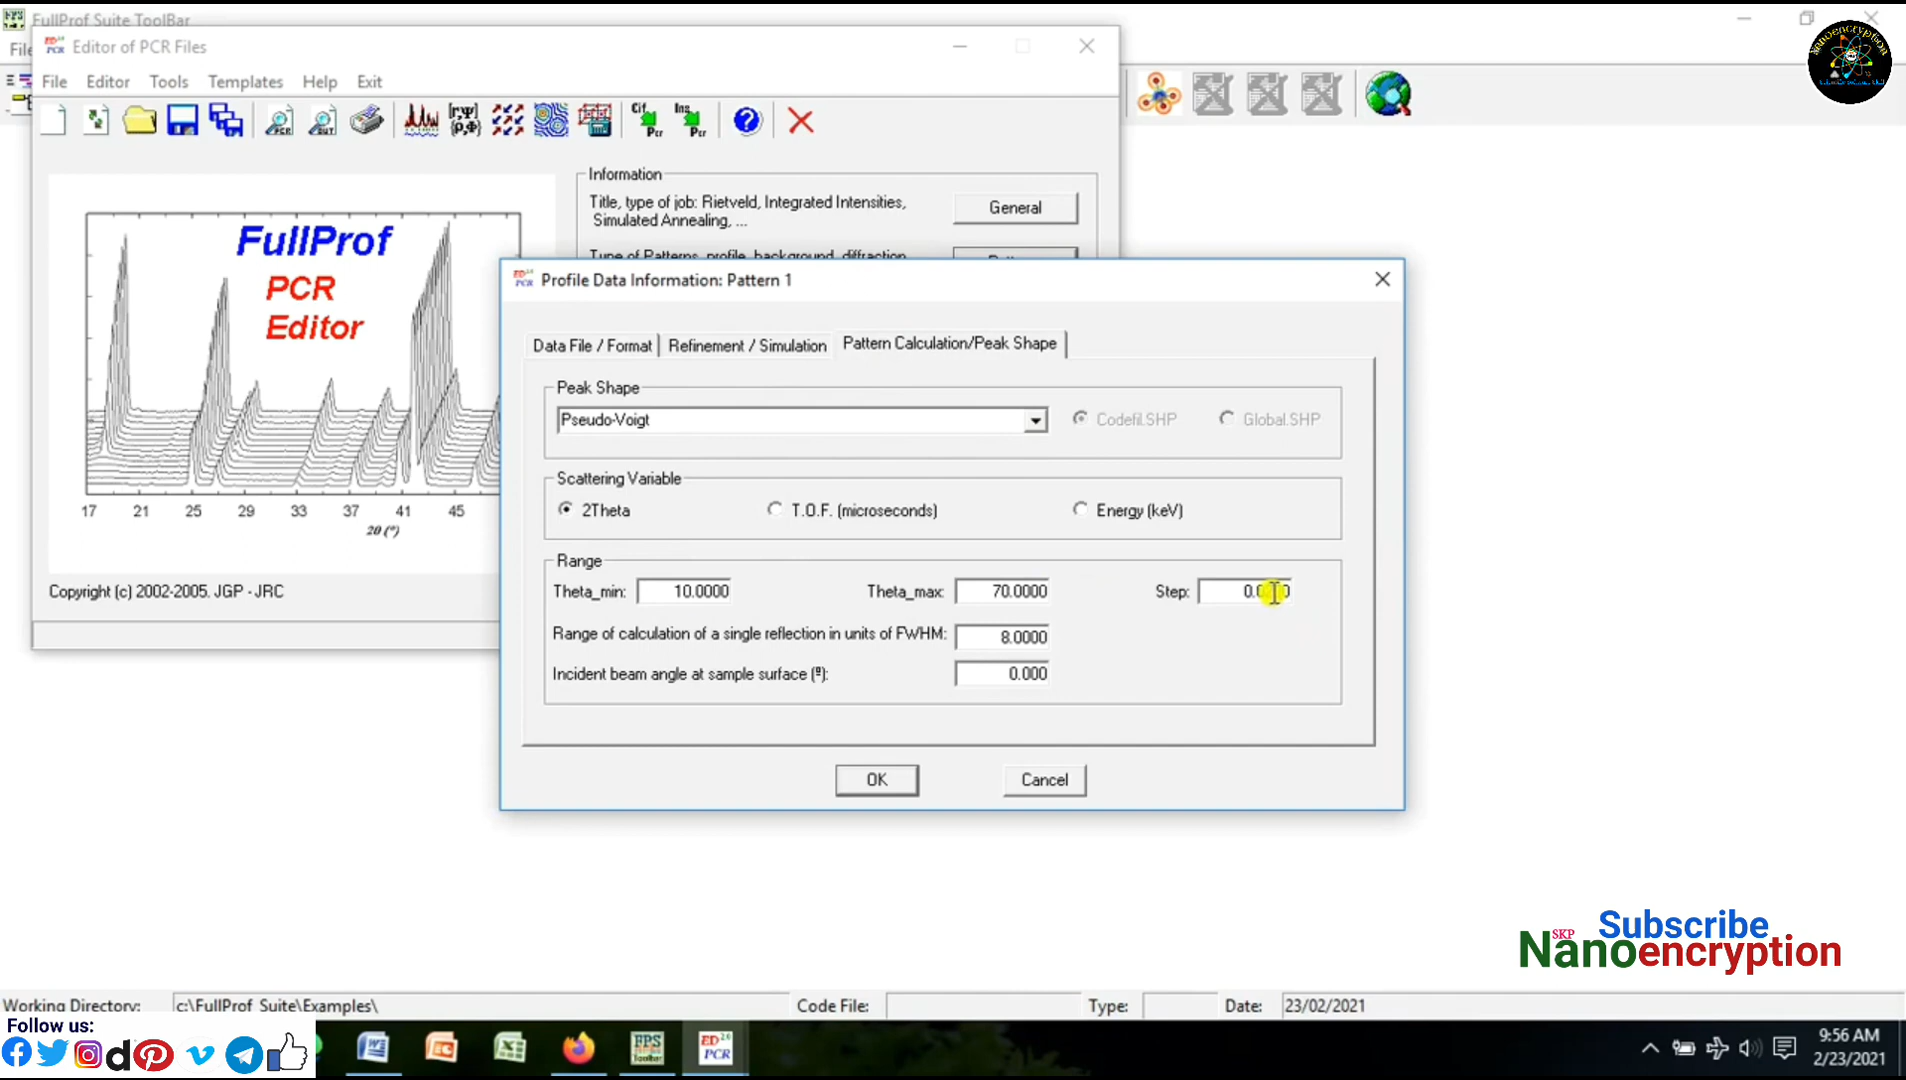 FullProf Suite ToolBar
Editor of PCR Files
File Editor Tools Templates Help Exit
Information
Title, type of job: Rietveld, Integrated Intensities,
Simulated Annealing, ...
General
Type of Patterns, profile, background, diffraction
FullProf
PCR
Editor
17 21 25 29 33 37 41 45
2θ (°)
Copyright (c) 2002-2005. JGP - JRC
Profile Data Information: Pattern 1
Data File / Format
Refinement / Simulation
Pattern Calculation/Peak Shape
Peak Shape
Pseudo-Voigt
Codefil.SHP
Global.SHP
Scattering Variable
2Theta
T.O.F. (microseconds)
Energy (keV)
Range
Theta_min: 10.0000
Theta_max: 70.0000
Step:
Range of calculation of a single reflection in units of FWHM: 8.0000
Incident beam angle at sample surface (º): 0.000
OK
Cancel
Subscribe
SKP
Nanoencryption
Working Directory: c:\FullProf_Suite\Examples\
Code File:
Type:
Date: 23/02/2021
Follow us:
9:56 AM
2/23/2021